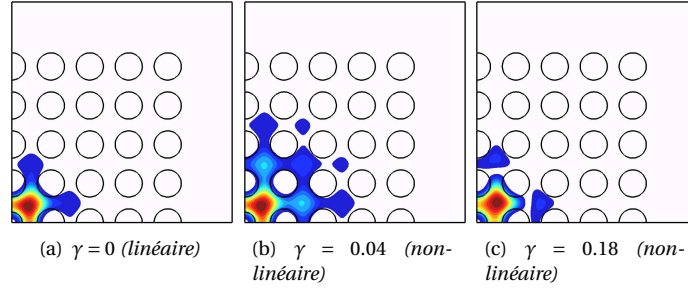 (a) γ = 0 (linéaire)
(b) γ = 0.04 (non-
linéaire)
(c) γ = 0.18 (non-
linéaire)